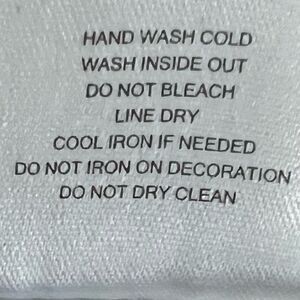 HAND WASH COLD
WASH INSIDE OUT
DO NOT BLEACH
LINE DRY
COOL IRON IF NEEDED
DO NOT IRON ON DECORATION
DO NOT DRY CLEAN